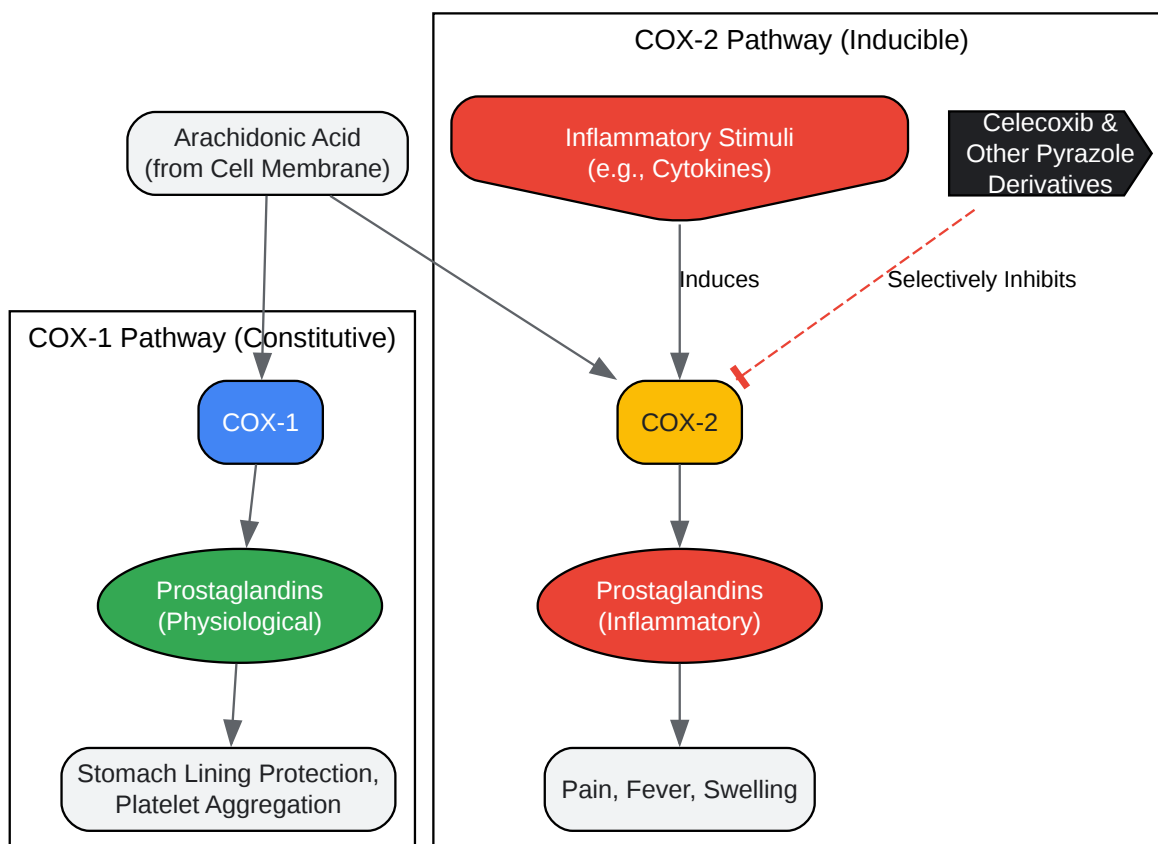 COX-2 Pathway (Inducible)
Arachidonic Acid
(from Cell Membrane)
Inflammatory Stimuli
(e.g., Cytokines)
Celecoxib &
Other Pyrazole
Derivatives
Induces
Selectively Inhibits
COX-1 Pathway (Constitutive)
COX-1
COX-2
Prostaglandins
(Physiological)
Prostaglandins
(Inflammatory)
Stomach Lining Protection,
Platelet Aggregation
Pain, Fever, Swelling